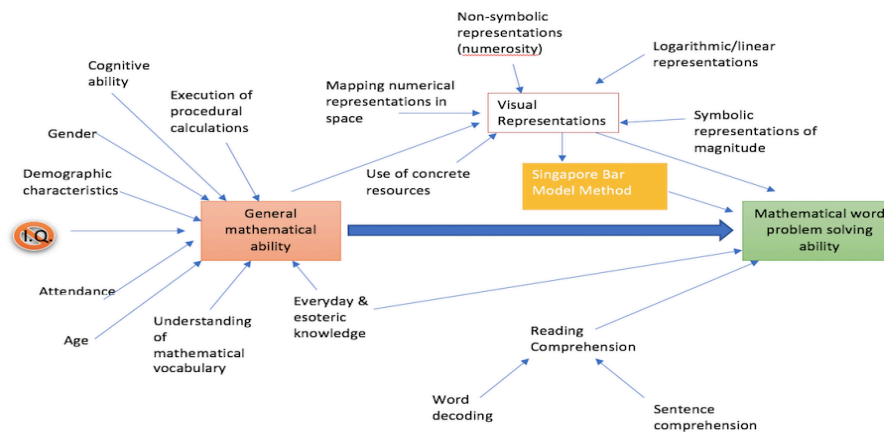 Non-symbolic
representations
(numerosity)
Logarithmic/linear
representations
Cognitive
ability
Execution of
procedural
calculations
Mapping numerical
representations in
space
Visual
Representations
Symbolic
representations of
magnitude
Gender
Use of concrete
resources
Singapore Bar
Model Method
Demographic
characteristics
General
mathematical
ability
Mathematical word
problem solving
ability
I.Q.
Attendance
Everyday &
esoteric
knowledge
Age
Understanding
of
mathematical
vocabulary
Reading
Comprehension
Word
decoding
Sentence
comprehension